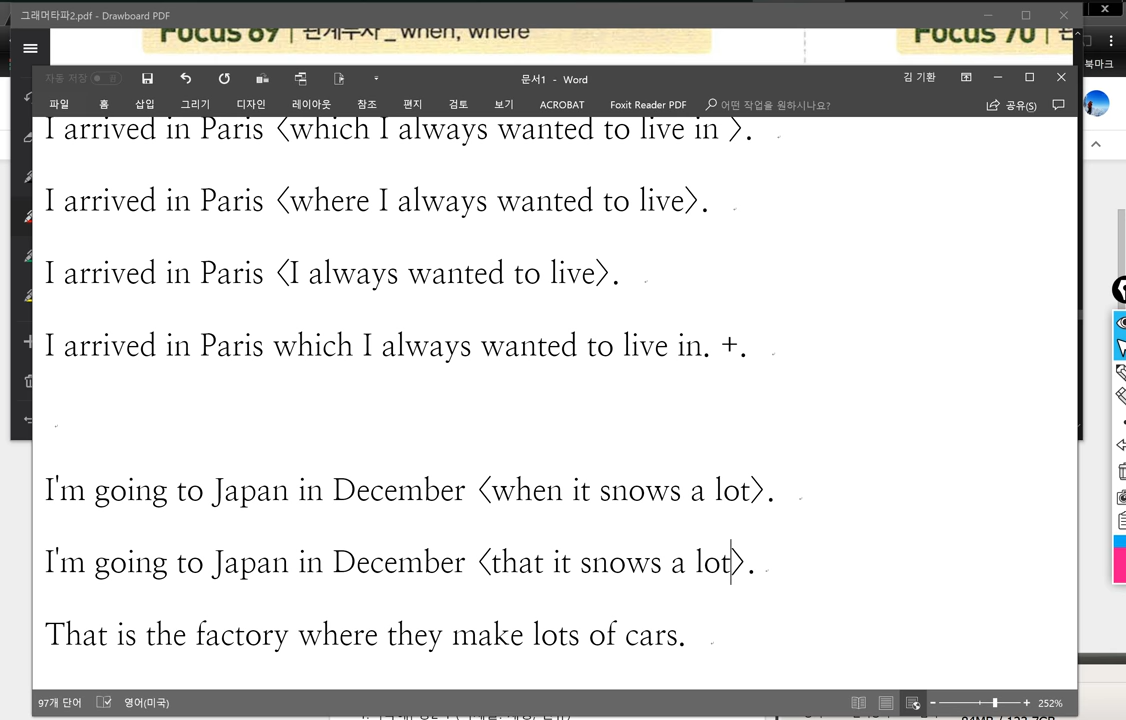 그래머타파2.pdf - Drawboard PDF
Focus 69 | 관계부사 _ when, where
Focus 70 |
자동 저장
문서1 - Word
김 기환
북마크
파일 홈 삽입 그리기 디자인 레이아웃 참조 편지 검토 보기 ACROBAT Foxit Reader PDF 어떤 작업을 원하시나요? 공유(S)
I arrived in Paris 〈which I always wanted to live in 〉.
I arrived in Paris 〈where I always wanted to live〉.
I arrived in Paris 〈I always wanted to live〉.
I arrived in Paris which I always wanted to live in. +.
I'm going to Japan in December 〈when it snows a lot〉.
I'm going to Japan in December 〈that it snows a lot〉.
That is the factory where they make lots of cars.
97개 단어 영어(미국) 252%